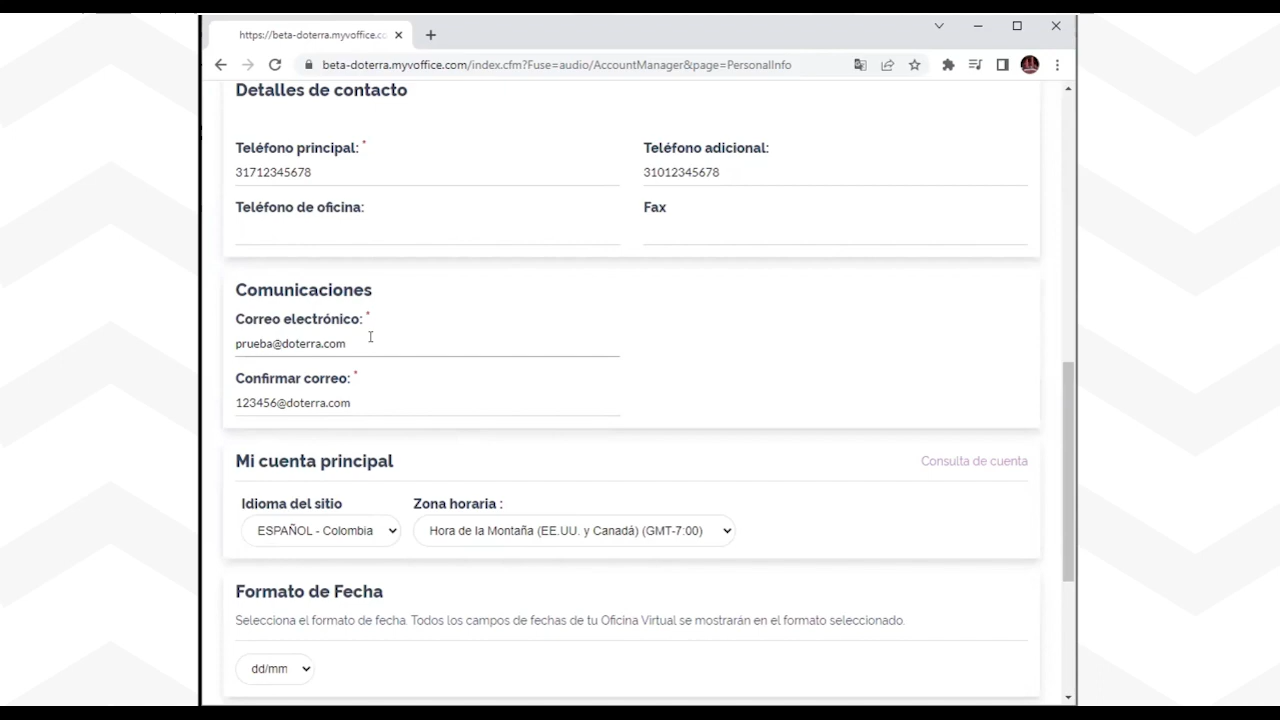 https://beta-doterra.myvoffice.co
beta-doterra.myvoffice.com/index.cfm?Fuse=audio/AccountManager&page=PersonalInfo
Detalles de contacto
Teléfono principal: *
Teléfono adicional:
31712345678
31012345678
Teléfono de oficina:
Fax
Comunicaciones
Correo electrónico: *
prueba@doterra.com
Confirmar correo: *
123456@doterra.com
Mi cuenta principal
Consulta de cuenta
Idioma del sitio
Zona horaria :
ESPAÑOL - Colombia
Hora de la Montaña (EE.UU. y Canadá) (GMT-7:00)
Formato de Fecha
Selecciona el formato de fecha. Todos los campos de fechas de tu Oficina Virtual se mostrarán en el formato seleccionado.
dd/mm